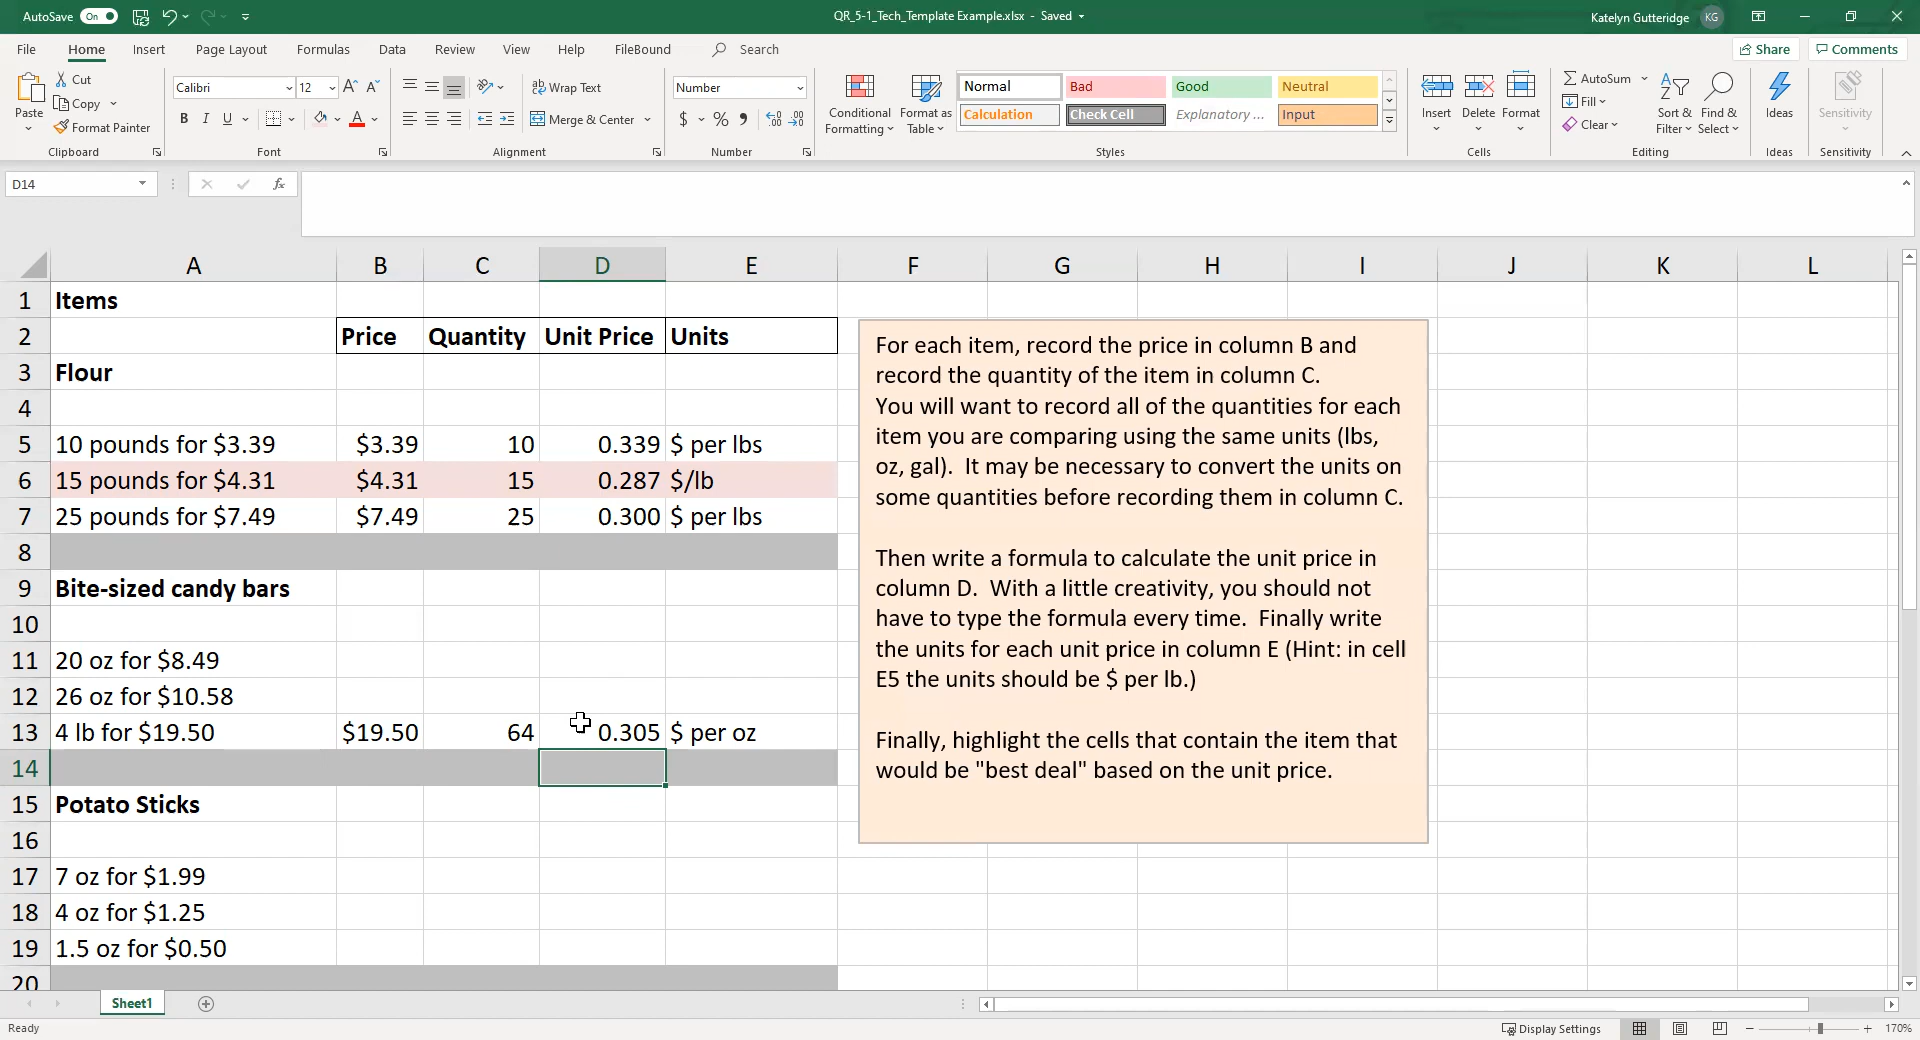 AutoSave On QR_5-1_Tech_Template Example.xlsx - Saved Katelyn Gutteridge KG
File Home Insert Page Layout Formulas Data Review View Help FileBound Search Share Comments
Paste
Cut
Copy
Format Painter
Clipboard
Calibri 12
B I U
Font
Wrap Text
Merge & Center
Alignment
Number
$ % 9
Number
Conditional
Formatting
Format as
Table
Normal Bad Good Neutral
Calculation Check Cell Explanatory ... Input
Styles
Insert Delete Format
Cells
AutoSum
Fill
Clear
Sort &
Filter
Find &
Select
Editing
Ideas
Ideas
Sensitivity
Sensitivity
D14 fx
A B C D E F G H I J K L
1 Items
2 Price Quantity Unit Price Units
3 Flour
4
5 10 pounds for $3.39 $3.39 10 0.339 $ per lbs
6 15 pounds for $4.31 $4.31 15 0.287 $/lb
7 25 pounds for $7.49 $7.49 25 0.300 $ per lbs
8
9 Bite-sized candy bars
10
11 20 oz for $8.49
12 26 oz for $10.58
13 4 lb for $19.50 $19.50 64 0.305 $ per oz
14
15 Potato Sticks
16
17 7 oz for $1.99
18 4 oz for $1.25
19 1.5 oz for $0.50
20
For each item, record the price in column B and
record the quantity of the item in column C.
You will want to record all of the quantities for each
item you are comparing using the same units (lbs,
oz, gal). It may be necessary to convert the units on
some quantities before recording them in column C.
Then write a formula to calculate the unit price in
column D. With a little creativity, you should not
have to type the formula every time. Finally write
the units for each unit price in column E (Hint: in cell
E5 the units should be $ per lb.)
Finally, highlight the cells that contain the item that
would be "best deal" based on the unit price.
Sheet1
Ready Display Settings 170%